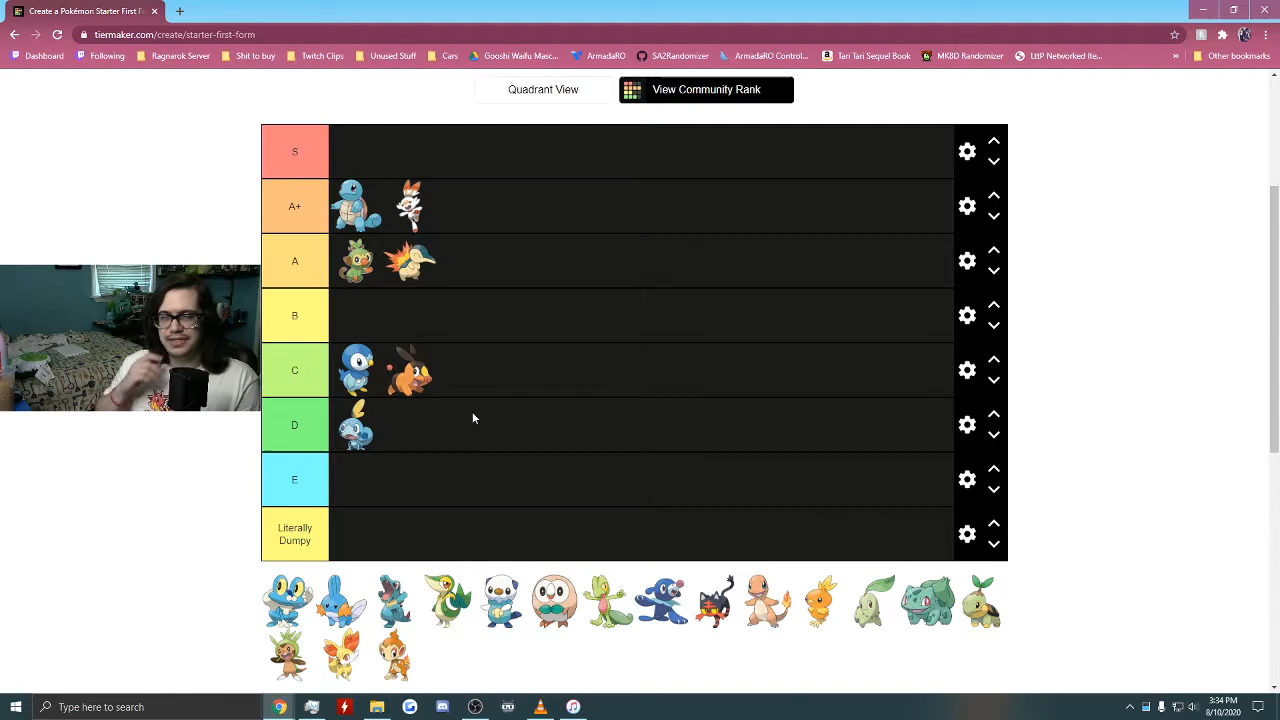 Create a Pokémon Starter First Fo
tiermaker.com/create/starter-first-form
Dashboard Following Ragnarok Server Shit to buy Twitch Clips Unused Stuff Cars Gooshi Waifu Masc... ArmadaRO SA2Randomizer ArmadaRO Control... Tari Tari Sequel Book MK8D Randomizer LttP Networked Ite... » Other bookmarks
Quadrant View View Community Rank
S
A+
A
B
C
D
E
Literally
Dumpy
Type here to search
3:34 PM
8/10/2020